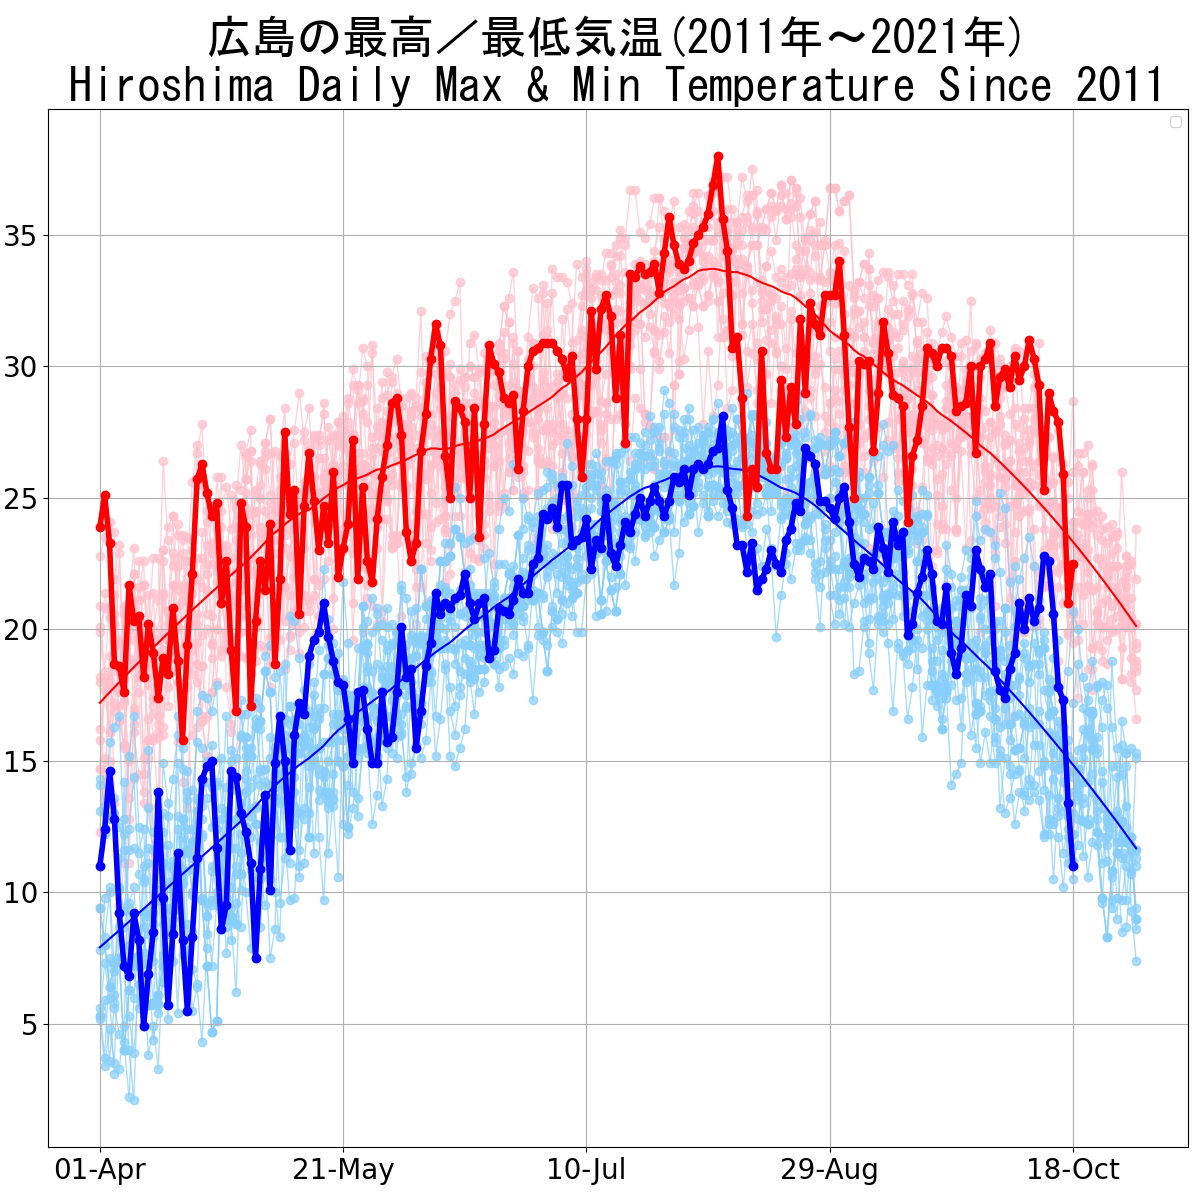 広島の最高／最低気温(2011年～2021年)
Hiroshima Daily Max & Min Temperature Since 2011
35
30
25
20
15
10
5
01-Apr 21-May 10-Jul 29-Aug 18-Oct